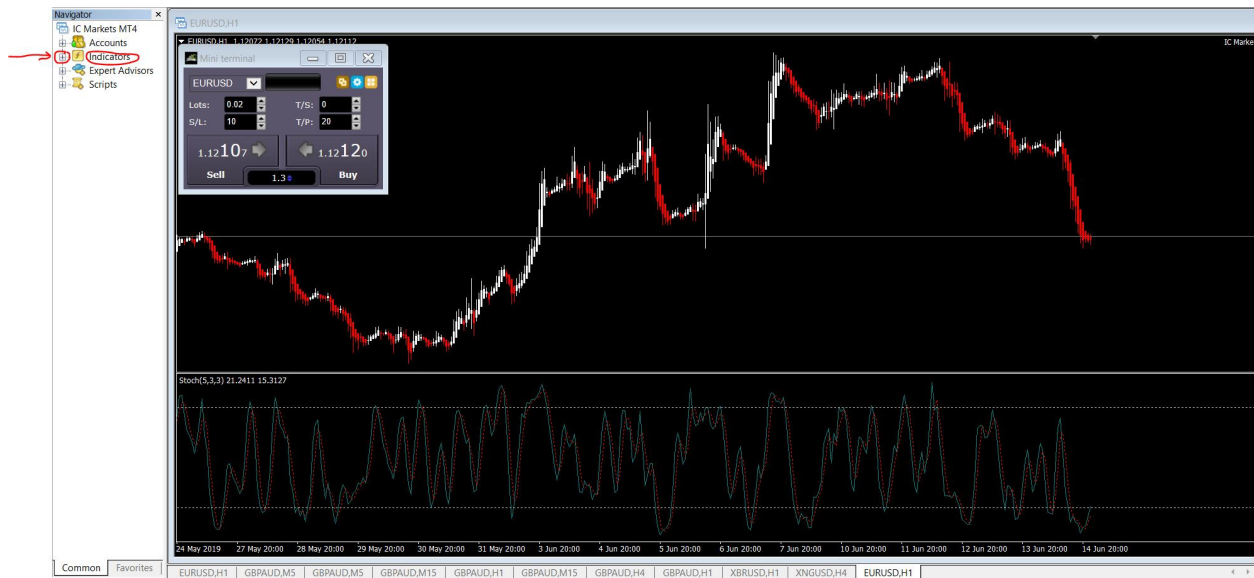 Navigator
IC Markets MT4
Accounts
Indicators
Expert Advisors
Scripts
Common
Favorites
EURUSD,H1
EURUSD,H1 1.12072 1.12129 1.12054 1.12112
IC Marke
Mini terminal
EURUSD
Lots: 0.02 T/S: 0
S/L: 10 T/P: 20
1.12107 1.12120
Sell 1.3 Buy
Stoch(5,3,3) 21.2411 15.3127
24 May 2019 27 May 20:00 28 May 20:00 29 May 20:00 30 May 20:00 31 May 20:00 3 Jun 20:00 4 Jun 20:00 5 Jun 20:00 6 Jun 20:00 7 Jun 20:00 10 Jun 20:00 11 Jun 20:00 12 Jun 20:00 13 Jun 20:00 14 Jun 20:00
EURUSD,H1 GBPAUD,M5 GBPAUD,M5 GBPAUD,M15 GBPAUD,H1 GBPAUD,M15 GBPAUD,H4 GBPAUD,H1 XBRUSD,H1 XNGUSD,H4 EURUSD,H1